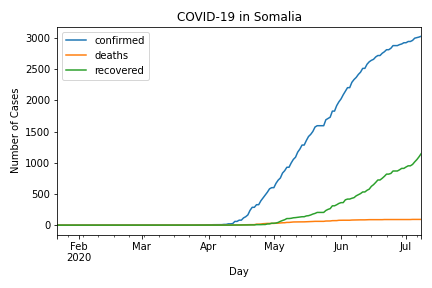 COVID-19 in Somalia
confirmed
deaths
recovered
Number of Cases
3000
2500
2000
1500
1000
500
0
Feb Mar Apr May Jun Jul
2020
Day